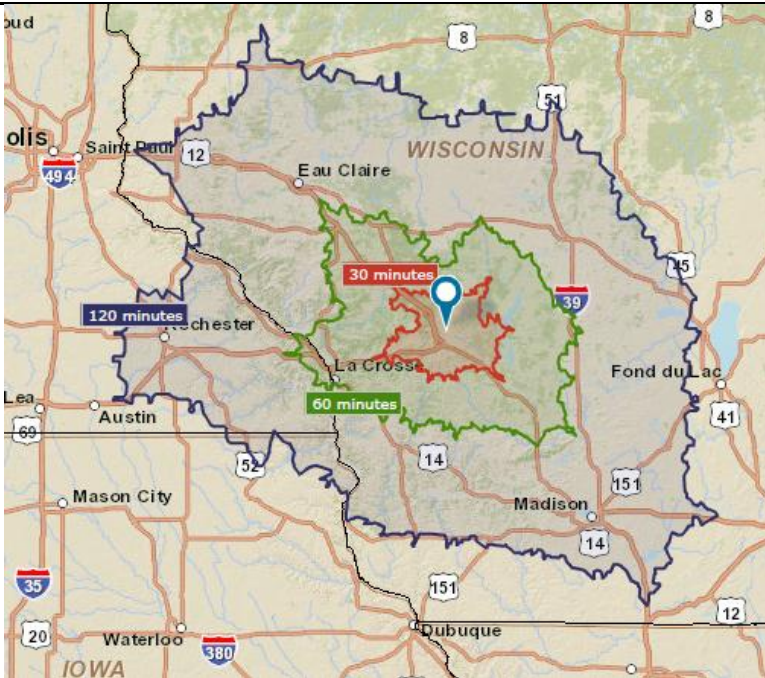 oud
8
8
51
olis
Saint Paul
12
WISCONSIN
494
Eau Claire
45
30 minutes
39
120 minutes
Rochester
La Crosse
Fond du Lac
Lea
60 minutes
Austin
41
69
14
52
151
Mason City
Madison
14
35
151
12
20
Waterloo
380
Dubuque
IOWA